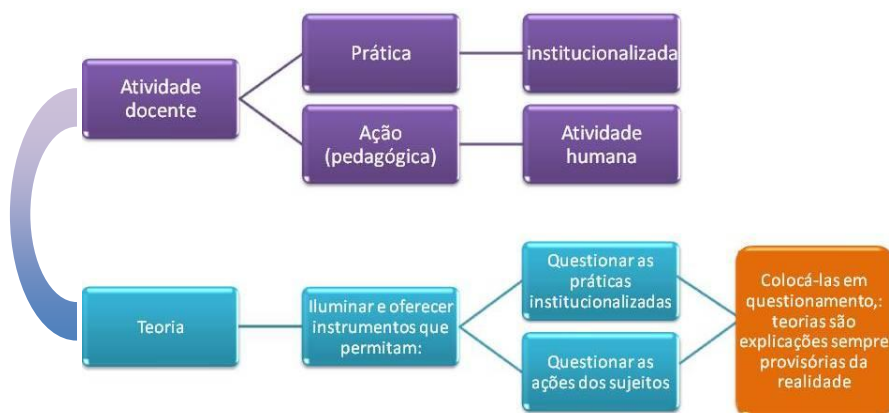 Atividade
docente
Prática
institucionalizada
Ação
(pedagógica)
Atividade
humana
Teoria
Iluminar e oferecer
instrumentos que
permitam:
Questionar as
práticas
institucionalizadas
Questionar as
ações dos sujeitos
Colocá-las em
questionamento,:
teorias são
explicações sempre
provisórias da
realidade